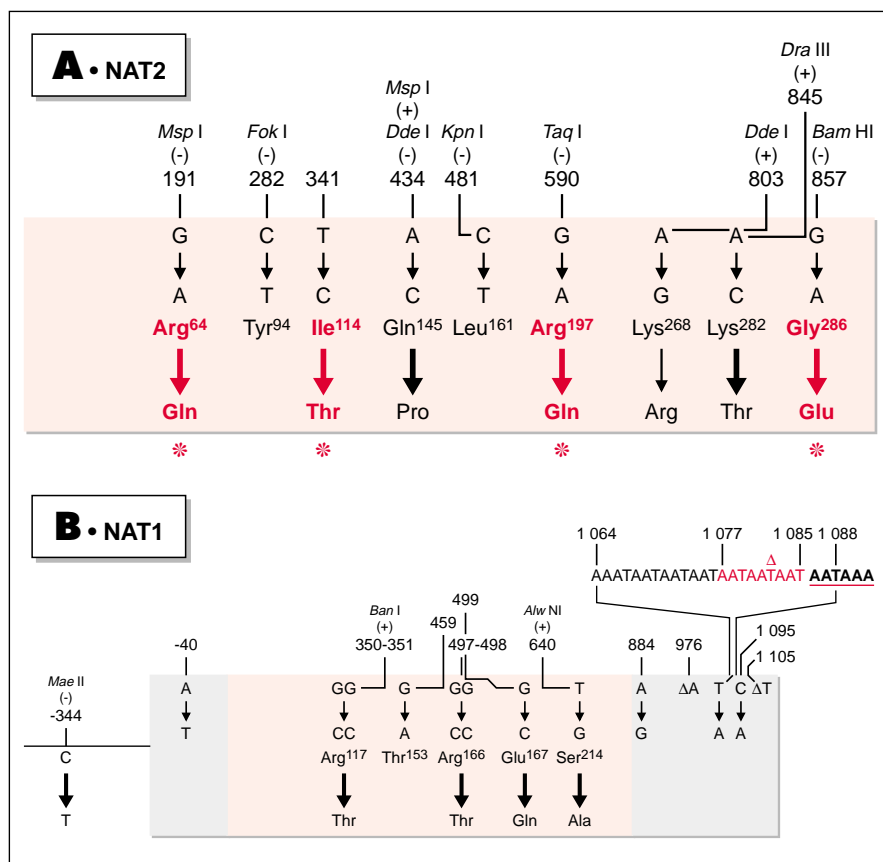 A • NAT2
Dra III
(+)
845
Msp I
(+)
Msp I Fok I Dde I Kpn I Taq I Dde I Bam HI
(-) (-) (-) (-) (-) (+) (-)
191 282 341 434 481 590 803 857
G C T A C G A A G
A T C C T A G C A
Arg64 Tyr94 Ile114 Gln145 Leu161 Arg197 Lys268 Lys282 Gly286
Gln Thr Pro Gln Arg Thr Glu
* * * *
B • NAT1
1 064 1 077 1 085 1 088
Δ
AAATAATAATAATAATAATAAT AATAAA
499
Ban I Alw NI
(+) 459 (+) 1 095
-40 350-351 497-498 640 884 976 1 105
Mae II
(-)
-344
A GG G GG G T A ΔA T C ΔT
T CC A CC C G G A A
C Arg117 Thr153 Arg166 Glu167 Ser214
T Thr Thr Gln Ala